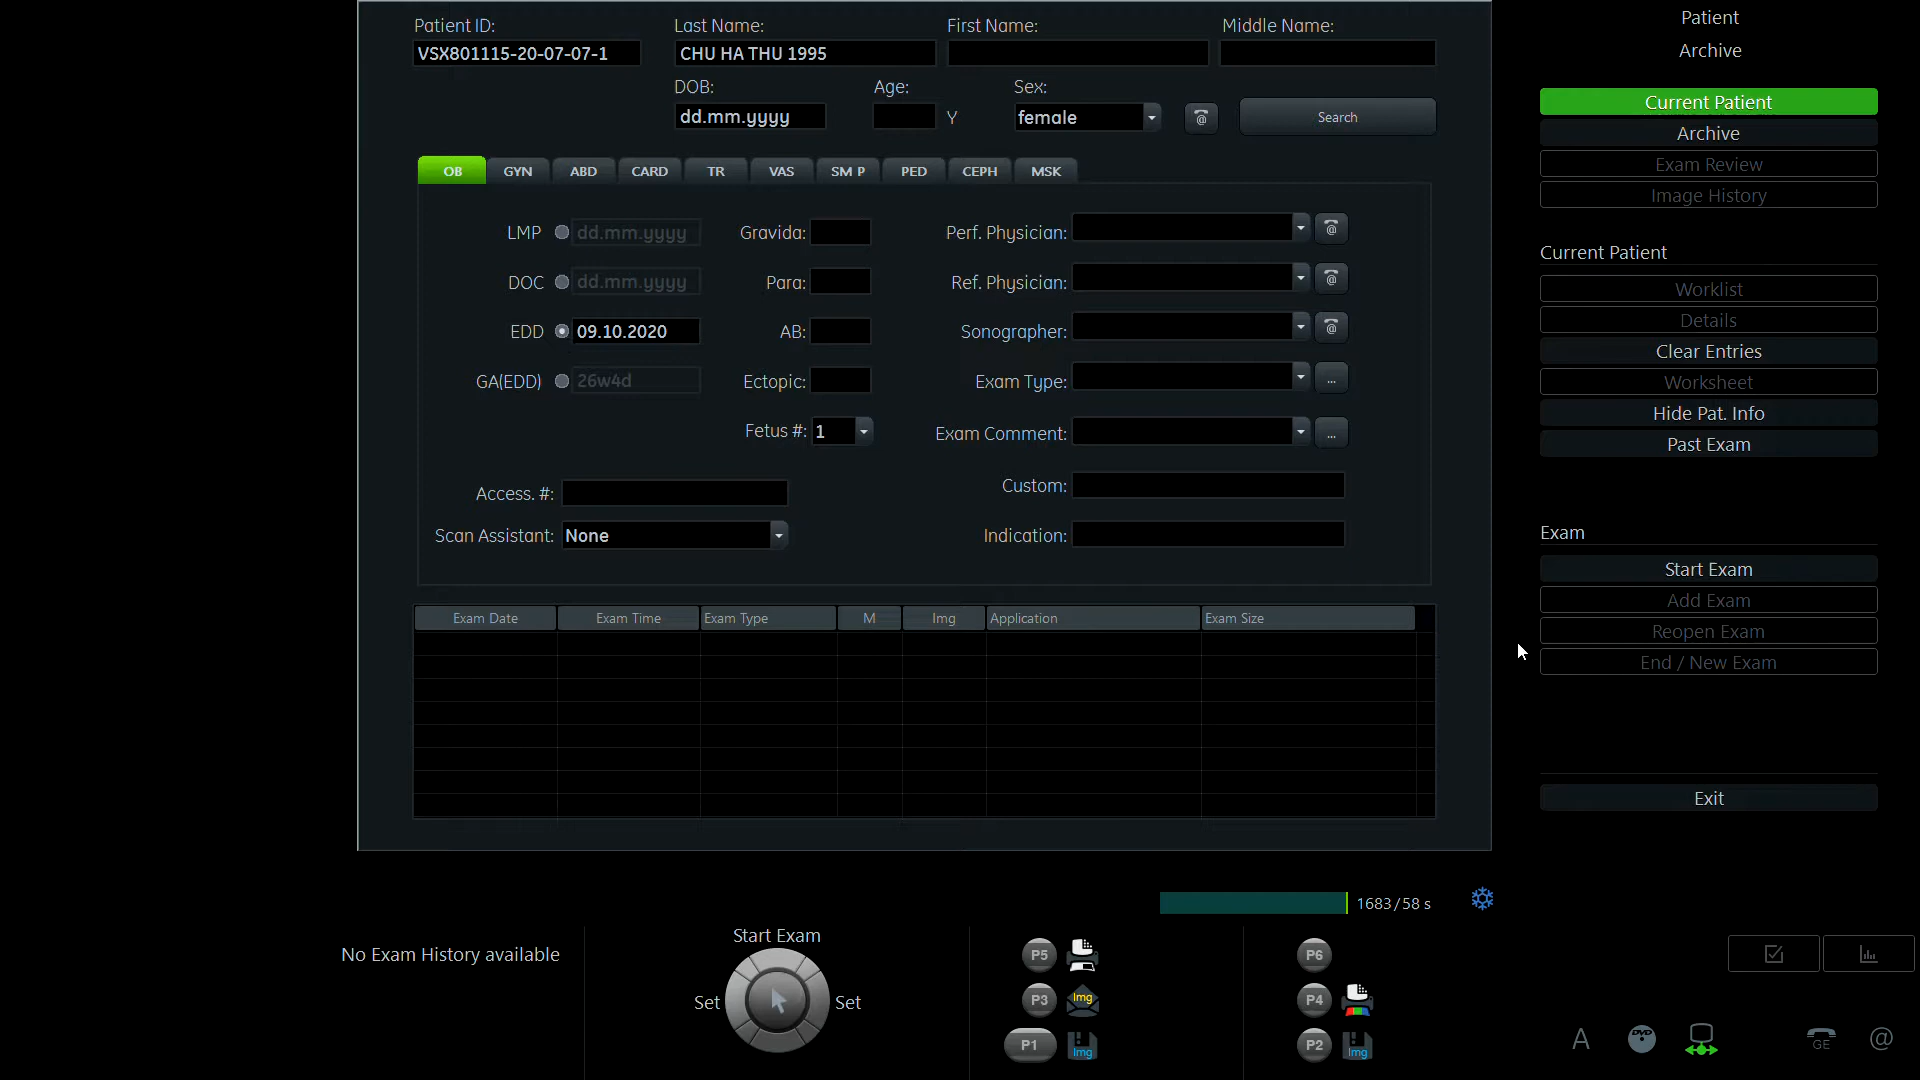 Patient ID: Last Name: First Name: Middle Name:
VSX801115-20-07-07-1 CHU HA THU 1995
DOB: Age: Sex:
dd.mm.yyyy Y female @ Search
OB GYN ABD CARD TR VAS SM P PED CEPH MSK
LMP dd.mm.yyyy Gravida: Perf. Physician: @
DOC dd.mm.yyyy Para: Ref. Physician: @
EDD 09.10.2020 AB: Sonographer: @
GA(EDD) 26w4d Ectopic: Exam Type: ...
Fetus #: 1 Exam Comment: ...
Access. #: Custom:
Scan Assistant: None Indication:
Exam Date Exam Time Exam Type M Img Application Exam Size
Patient
Archive
Current Patient
Archive
Exam Review
Image History
Current Patient
Worklist
Details
Clear Entries
Worksheet
Hide Pat. Info
Past Exam
Exam
Start Exam
Add Exam
Reopen Exam
End / New Exam
Exit
1683/58 s
No Exam History available
Start Exam
Set Set
P5
P3 Img
P1 Img
P6
P4
P2 Img
A DVD GE @